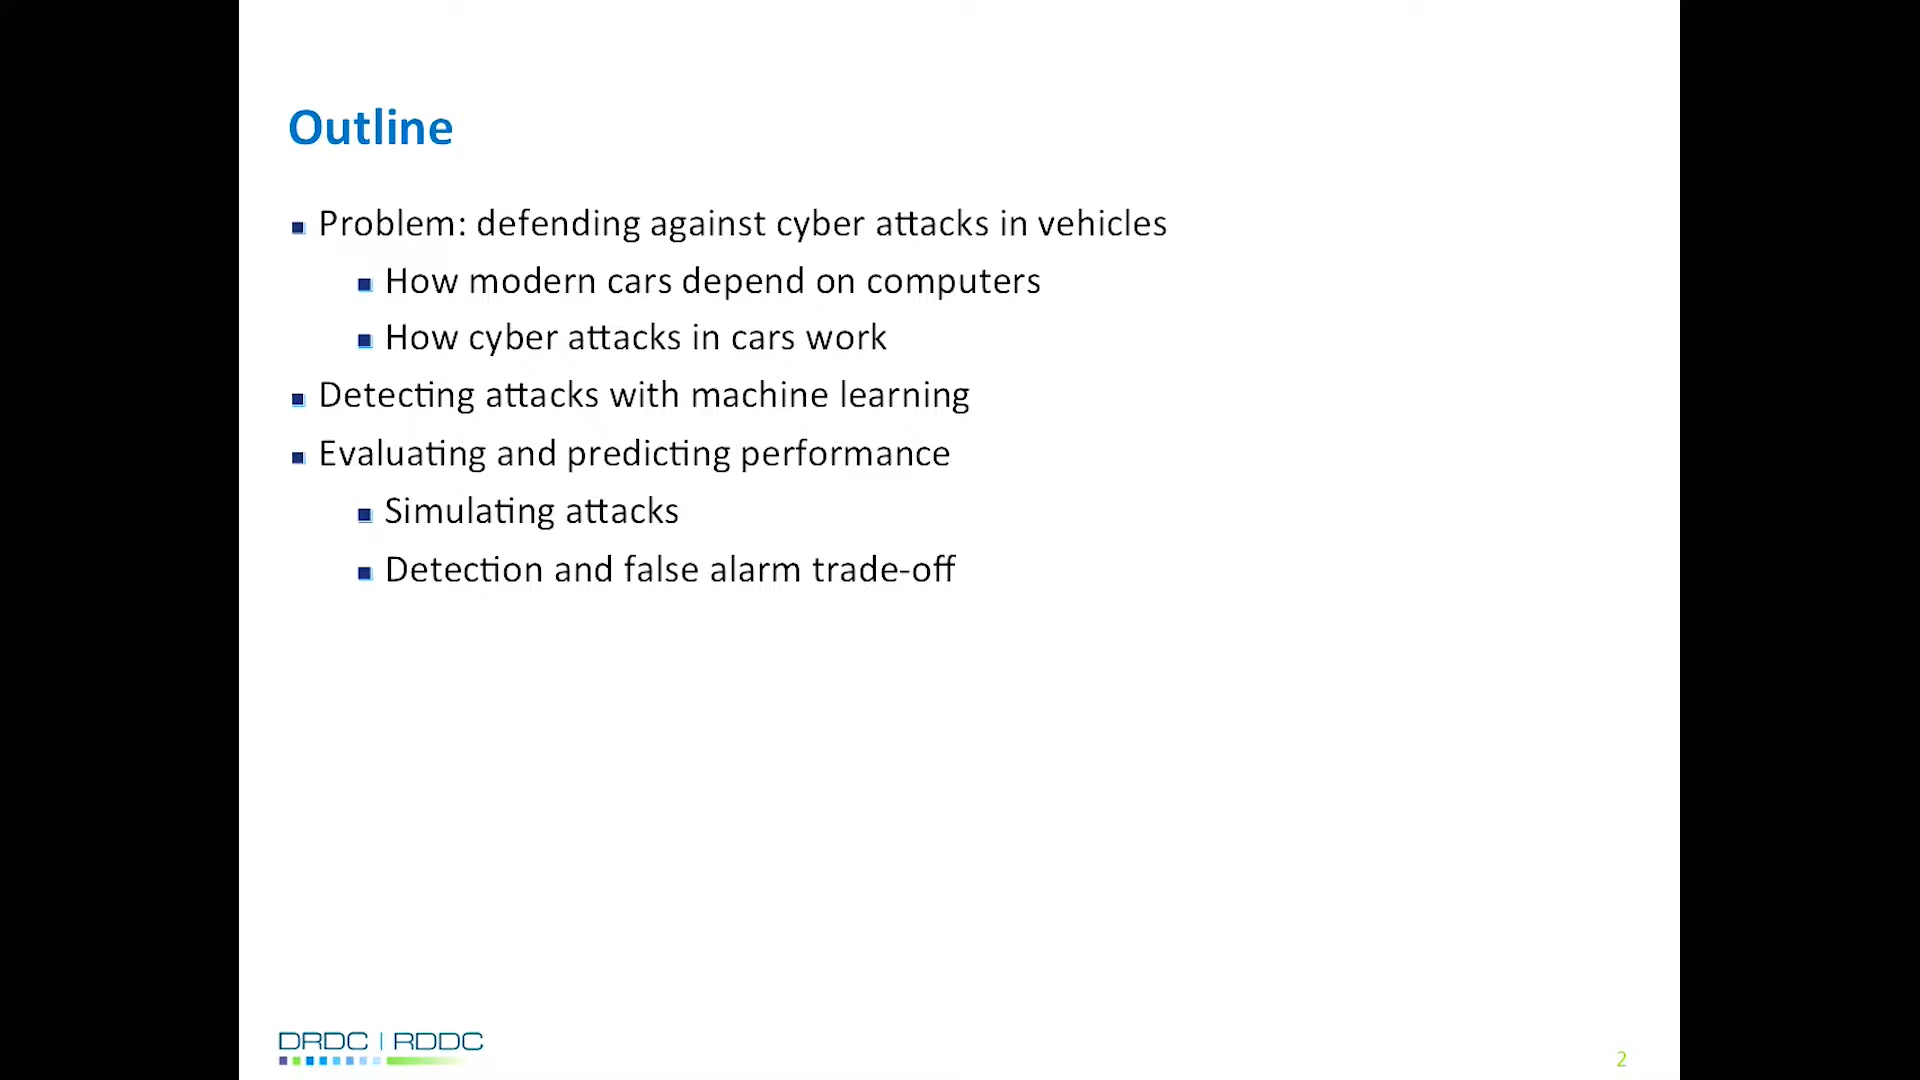 Outline
Problem: defending against cyber attacks in vehicles
How modern cars depend on computers
How cyber attacks in cars work
Detecting attacks with machine learning
Evaluating and predicting performance
Simulating attacks
Detection and false alarm trade-off
DRDC | RDDC
2